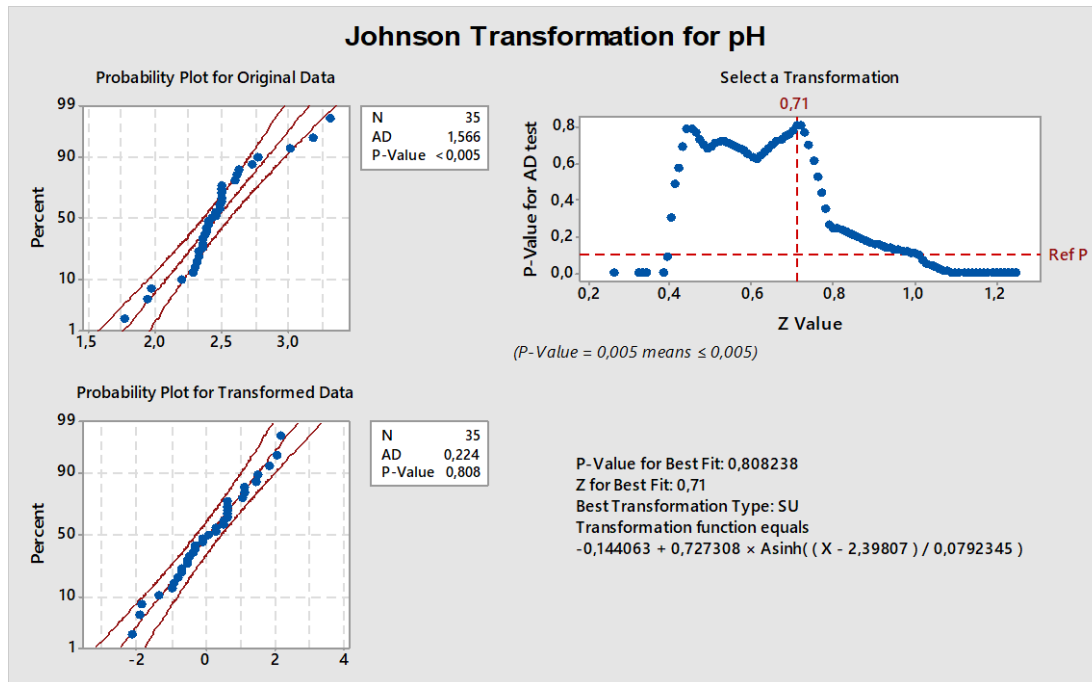 Johnson Transformation for pH
Probability Plot for Original Data
99
90
50
10
1
Percent
1,5 2,0 2,5 3,0
N 35
AD 1,566
P-Value <0,005
Select a Transformation
0,71
0,8
0,6
0,4
0,2
0,0
P-Value for AD test
Ref P
0,2 0,4 0,6 0,8 1,0 1,2
Z Value
(P-Value = 0,005 means ≤ 0,005)
Probability Plot for Transformed Data
99
90
50
10
1
Percent
-2 0 2 4
N 35
AD 0,224
P-Value 0,808
P-Value for Best Fit: 0,808238
Z for Best Fit: 0,71
Best Transformation Type: SU
Transformation function equals
-0,144063 + 0,727308 × Asinh( ( X - 2,39807 ) / 0,0792345 )